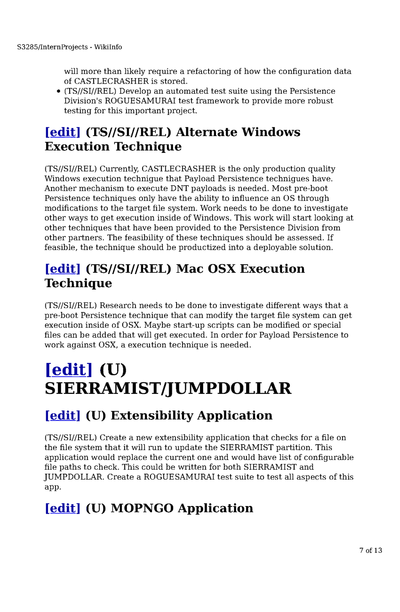 S3285/InternProjects - WikiInfo
will more than likely require a refactoring of how the configuration data
of CASTLECRASHER is stored.
• (TS//SI//REL) Develop an automated test suite using the Persistence
Division's ROGUESAMURAI test framework to provide more robust
testing for this important project.
[edit] (TS//SI//REL) Alternate Windows
Execution Technique
(TS//SI//REL) Currently, CASTLECRASHER is the only production quality
Windows execution technique that Payload Persistence techniques have.
Another mechanism to execute DNT payloads is needed. Most pre-boot
Persistence techniques only have the ability to influence an OS through
modifications to the target file system. Work needs to be done to investigate
other ways to get execution inside of Windows. This work will start looking at
other techniques that have been provided to the Persistence Division from
other partners. The feasibility of these techniques should be assessed. If
feasible, the technique should be productized into a deployable solution.
[edit] (TS//SI//REL) Mac OSX Execution
Technique
(TS//SI//REL) Research needs to be done to investigate different ways that a
pre-boot Persistence technique that can modify the target file system can get
execution inside of OSX. Maybe start-up scripts can be modified or special
files can be added that will get executed. In order for Payload Persistence to
work against OSX, a execution technique is needed.
[edit] (U)
SIERRAMIST/JUMPDOLLAR
[edit] (U) Extensibility Application
(TS//SI//REL) Create a new extensibility application that checks for a file on
the file system that it will run to update the SIERRAMIST partition. This
application would replace the current one and would have list of configurable
file paths to check. This could be written for both SIERRAMIST and
JUMPDOLLAR. Create a ROGUESAMURAI test suite to test all aspects of this
app.
[edit] (U) MOPNGO Application
7 of 13